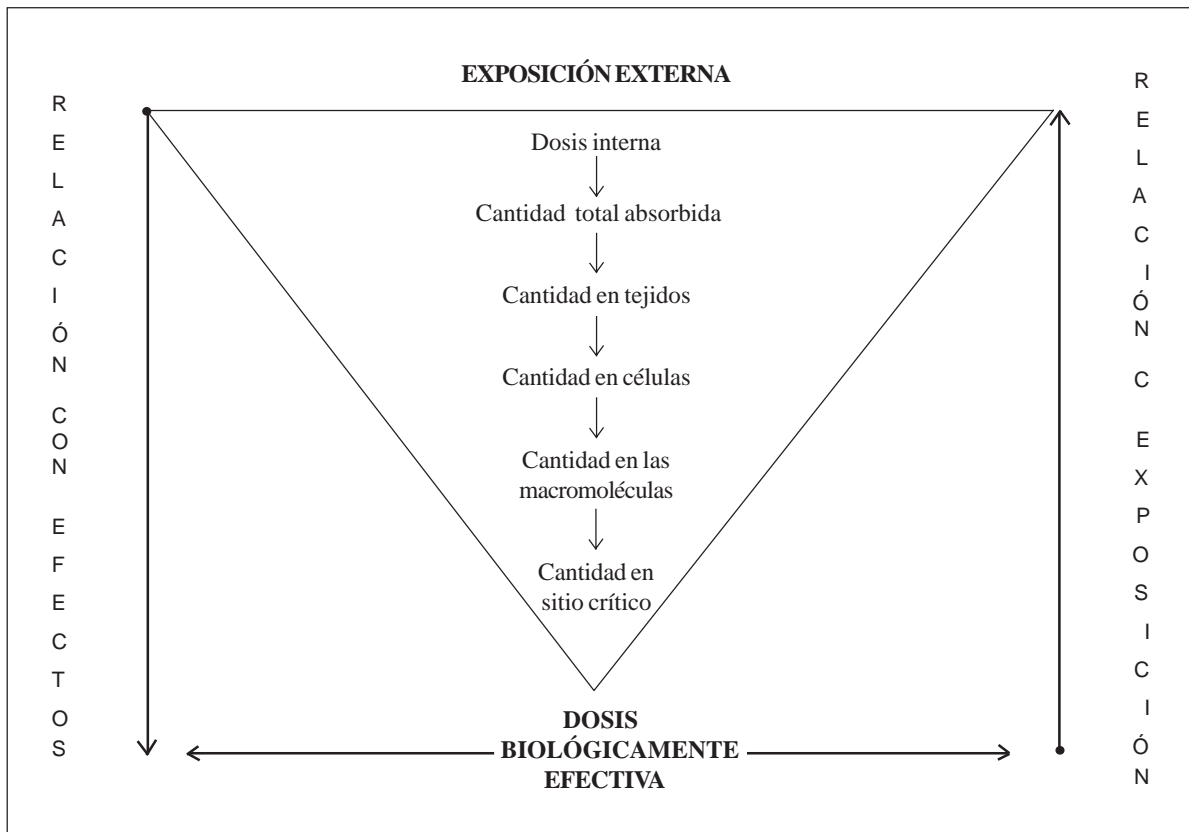 EXPOSICIÓN EXTERNA
RELACIÓN CON EFECTOS
Dosis interna
Cantidad total absorbida
Cantidad en tejidos
Cantidad en células
Cantidad en las
macromoléculas
Cantidad en
sitio crítico
DOSIS
BIOLÓGICAMENTE
EFECTIVA
RELACIÓN C EXPOSICIÓN